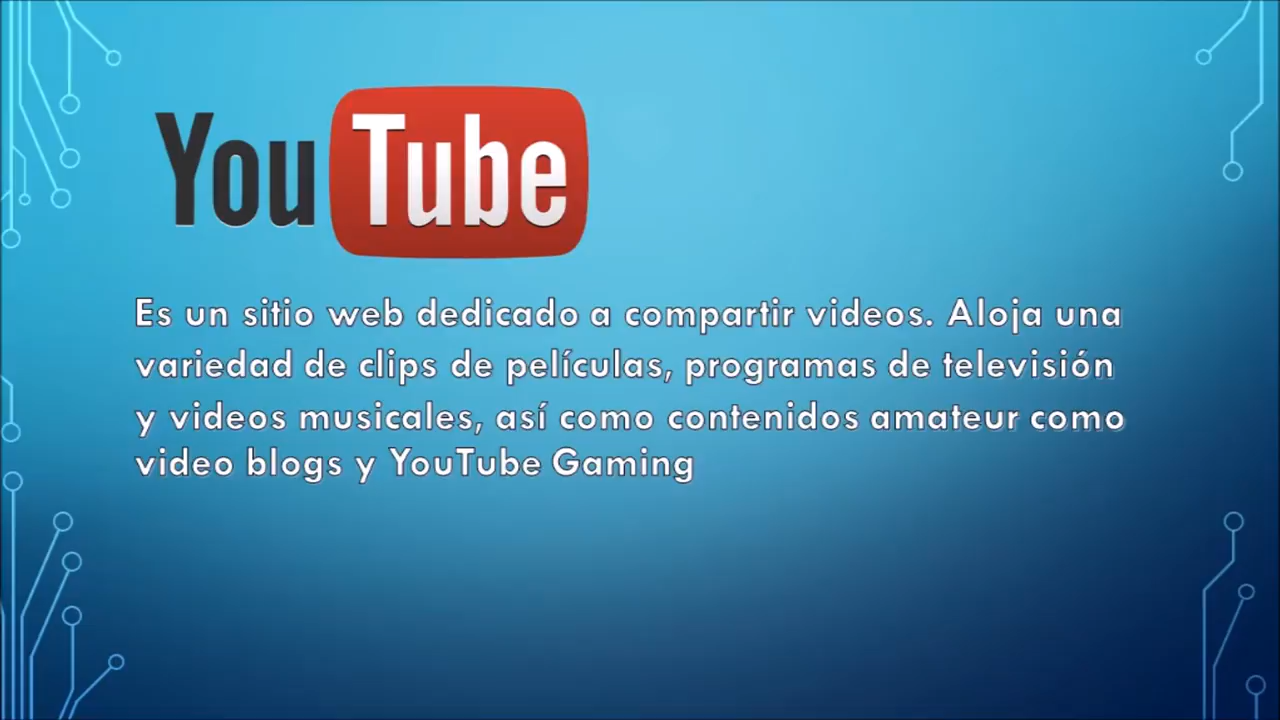 YouTube
Es un sitio web dedicado a compartir videos. Aloja una
variedad de clips de películas, programas de televisión
y videos musicales, así como contenidos amateur como
video blogs y YouTube Gaming